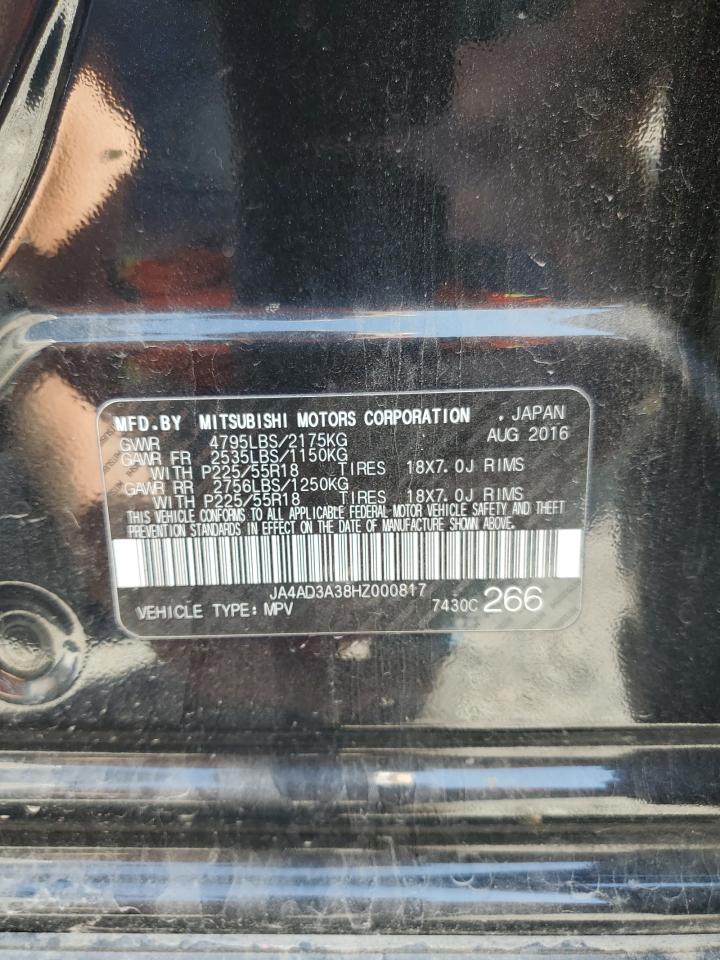 MFD.BY MITSUBISHI MOTORS CORPORATION , JAPAN
GVWR 4795LBS/2175KG AUG 2016
GAWR FR 2535LBS/1150KG
WITH P225/55R18 TIRES 18X7.0J RIMS
GAWR RR 2756LBS/1250KG
WITH P225/55R18 TIRES 18X7.0J RIMS
THIS VEHICLE CONFORMS TO ALL APPLICABLE FEDERAL MOTOR VEHICLE SAFETY AND THEFT
PREVENTION STANDARDS IN EFFECT ON THE DATE OF MANUFACTURE SHOWN ABOVE.
JA4AD3A38HZ000817
VEHICLE TYPE: MPV 7430C 266